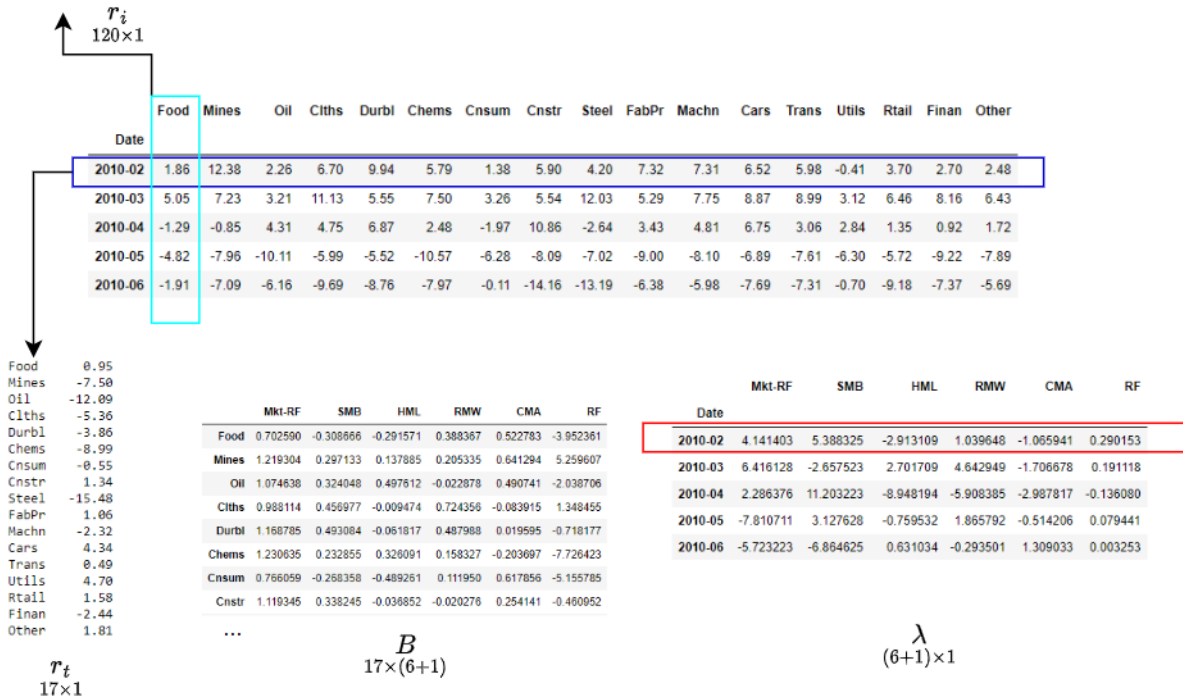 r_i
120×1
Food Mines Oil Clths Durbl Chems Cnsum Cnstr Steel FabPr Machn Cars Trans Utils Rtail Finan Other
Date
2010-02 1.86 12.38 2.26 6.70 9.94 5.79 1.38 5.90 4.20 7.32 7.31 6.52 5.98 -0.41 3.70 2.70 2.48
2010-03 5.05 7.23 3.21 11.13 5.55 7.50 3.26 5.54 12.03 5.29 7.75 8.87 8.99 3.12 6.46 8.16 6.43
2010-04 -1.29 -0.85 4.31 4.75 6.87 2.48 -1.97 10.86 -2.64 3.43 4.81 6.75 3.06 2.84 1.35 0.92 1.72
2010-05 -4.82 -7.96 -10.11 -5.99 -5.52 -10.57 -6.28 -8.09 -7.02 -9.00 -8.10 -6.89 -7.61 -6.30 -5.72 -9.22 -7.89
2010-06 -1.91 -7.09 -6.16 -9.69 -8.76 -7.97 -0.11 -14.16 -13.19 -6.38 -5.98 -7.69 -7.31 -0.70 -9.18 -7.37 -5.69
Food 0.95
Mines -7.50
Oil -12.09
Clths -5.36
Durbl -3.86
Chems -8.99
Cnsum -0.55
Cnstr 1.34
Steel -15.48
FabPr 1.06
Machn -2.32
Cars 4.34
Trans 0.49
Utils 4.70
Rtail 1.58
Finan -2.44
Other 1.81
r_t
17×1
Mkt-RF SMB HML RMW CMA RF
Food 0.702590 -0.308666 -0.291571 0.388367 0.522783 -3.952361
Mines 1.219304 0.297133 0.137885 0.205335 0.641294 5.259607
Oil 1.074638 0.324048 0.497612 -0.022878 0.490741 -2.038706
Clths 0.988114 0.456977 -0.009474 0.724356 -0.083915 1.348455
Durbl 1.168785 0.493084 -0.061817 0.487988 0.019595 -0.718177
Chems 1.230635 0.232855 0.326091 0.158327 -0.203697 -7.726423
Cnsum 0.766059 -0.268358 -0.489261 0.111950 0.617856 -5.155785
Cnstr 1.119345 0.338245 -0.036852 -0.020276 0.254141 -0.460952
...
B
17×(6+1)
Mkt-RF SMB HML RMW CMA RF
Date
2010-02 4.141403 5.388325 -2.913109 1.039648 -1.065941 0.290153
2010-03 6.416128 -2.657523 2.701709 4.642949 -1.706678 0.191118
2010-04 2.286376 11.203223 -8.948194 -5.908385 -2.987817 -0.136080
2010-05 -7.810711 3.127628 -0.759532 1.865792 -0.514206 0.079441
2010-06 -5.723223 -6.864625 0.631034 -0.293501 1.309033 0.003253
λ
(6+1)×1